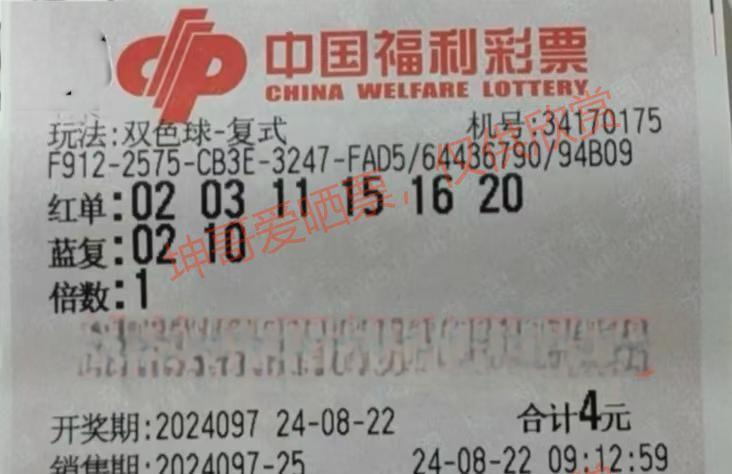 中国福利彩票
CHINA WELFARE LOTTERY
玩法:双色球-复式 机号:34170175
F912-2575-CB3E-3247-FAD5/64436790/94B09
红单:02 03 11 15 16 20
蓝复:02 10
倍数:1
坤哥爱晒票,仅供欣赏
开奖期:2024097 24-08-22 合计4元
销售期:2024097-25 24-08-22 09:12:59